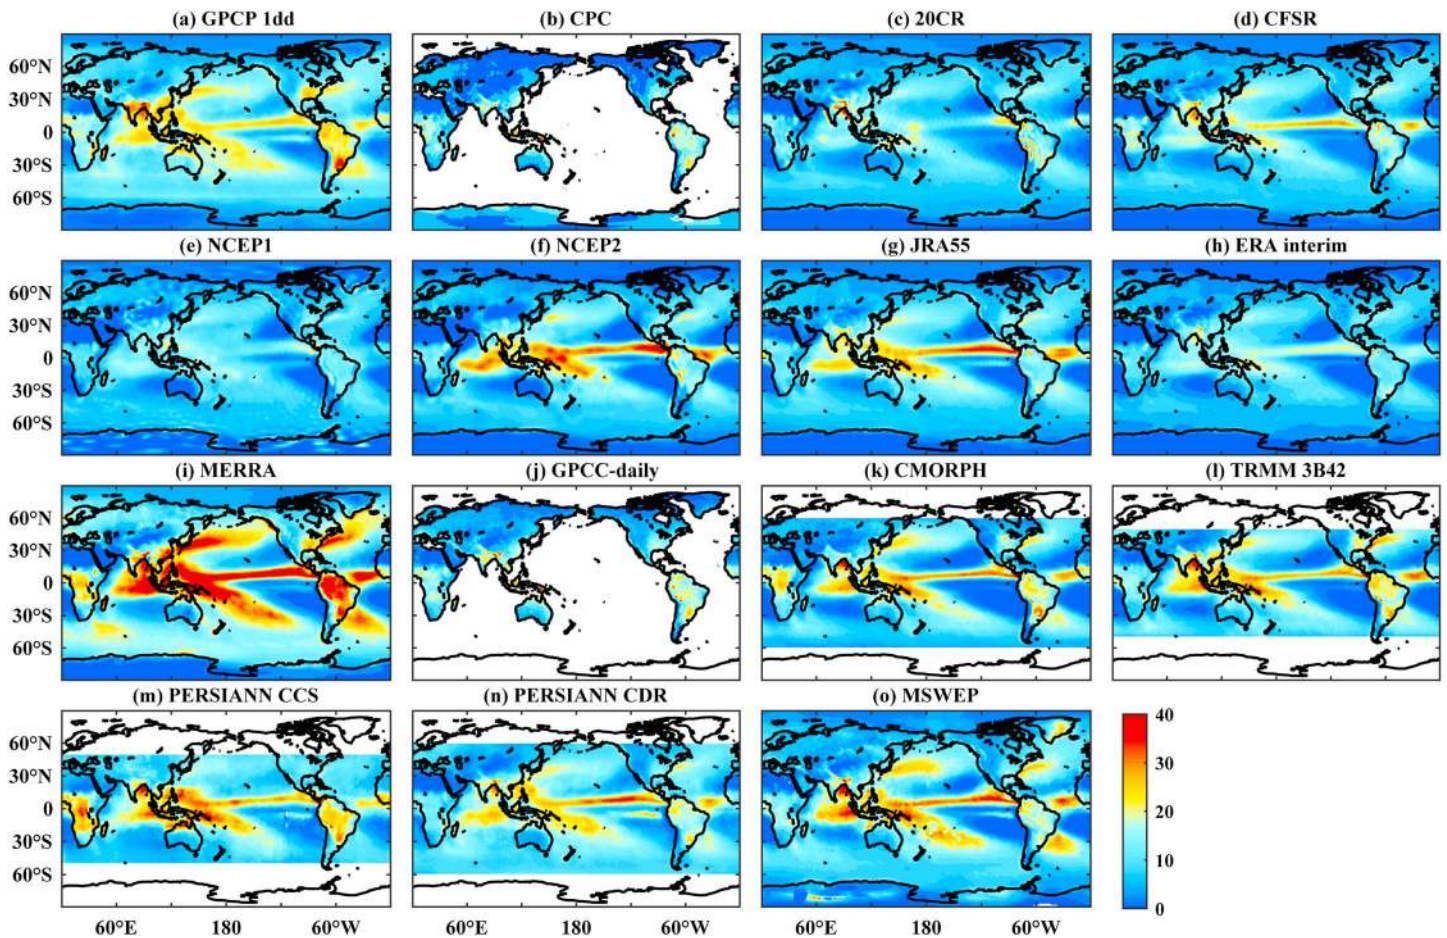 (a) GPCP 1dd (b) CPC (c) 20CR (d) CFSR
60°N
30°N
0
30°S
60°S
(e) NCEP1 (f) NCEP2 (g) JRA55 (h) ERA interim
60°N
30°N
0
30°S
60°S
(i) MERRA (j) GPCC-daily (k) CMORPH (l) TRMM 3B42
60°N
30°N
0
30°S
60°S
(m) PERSIANN CCS (n) PERSIANN CDR (o) MSWEP
60°N
30°N
0
30°S
60°S
60°E 180 60°W 60°E 180 60°W 60°E 180 60°W
40
30
20
10
0